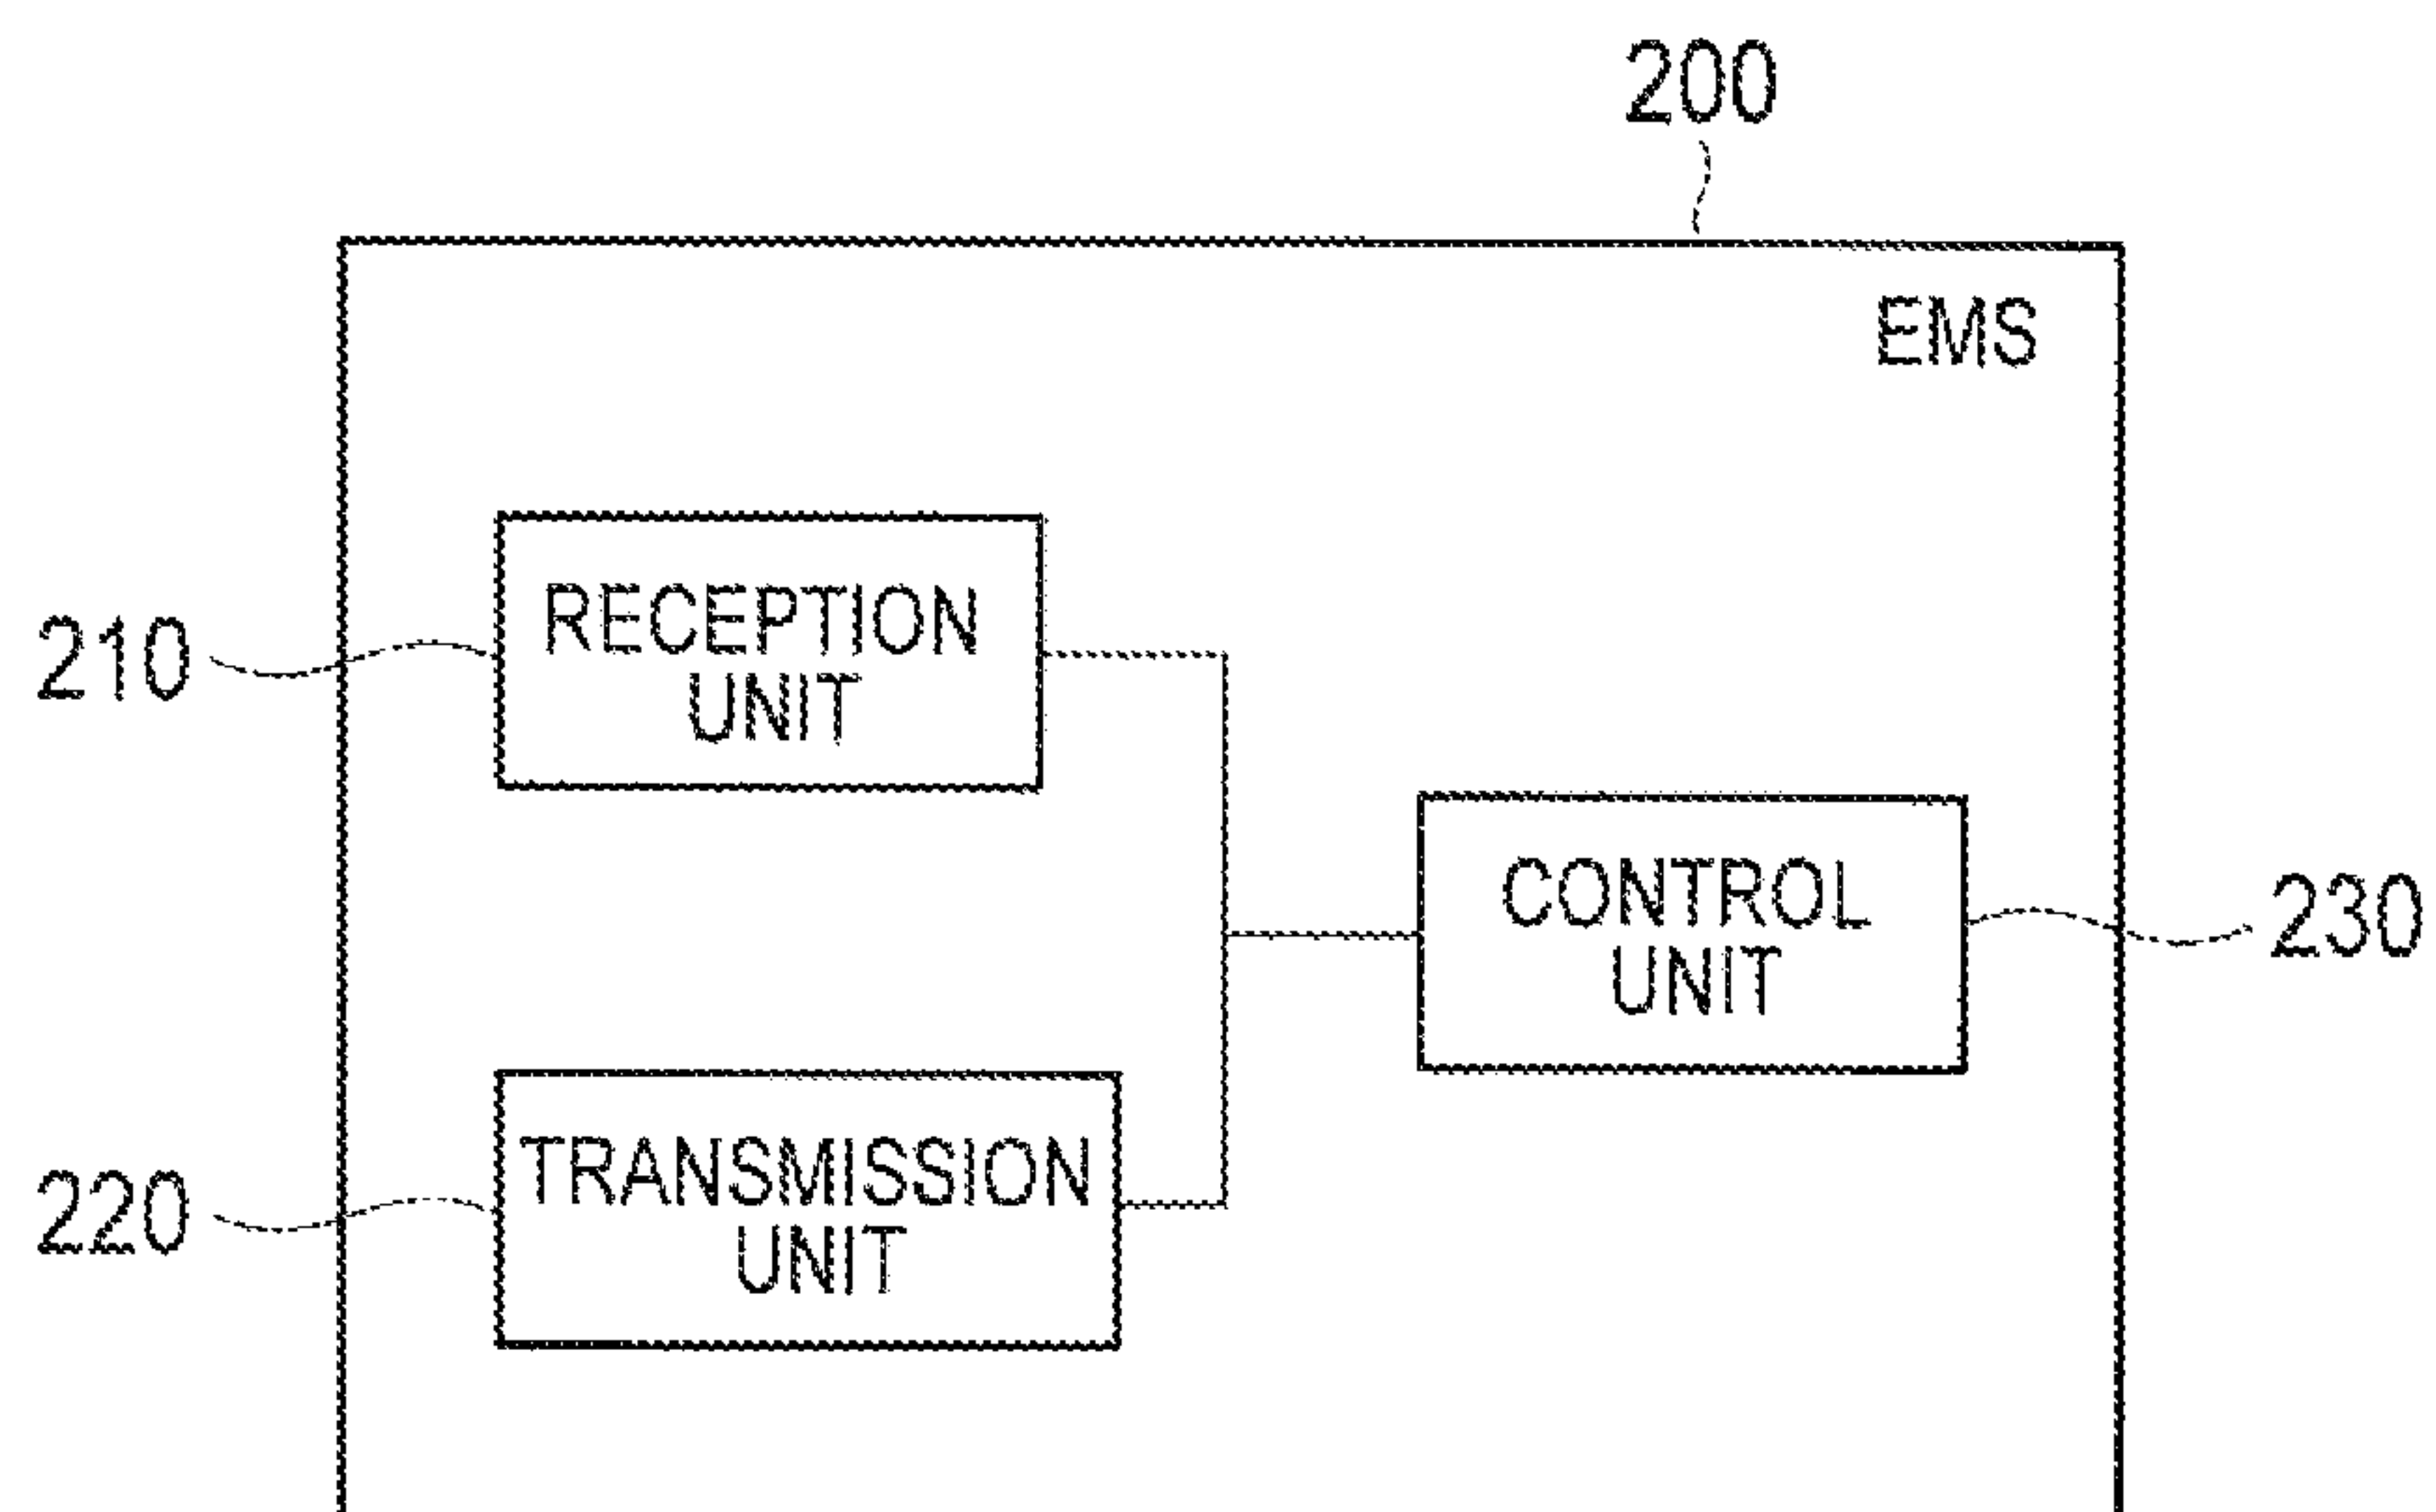 200
EMS
210
RECEPTION
UNIT
CONTROL
UNIT
230
220
TRANSMISSION
UNIT